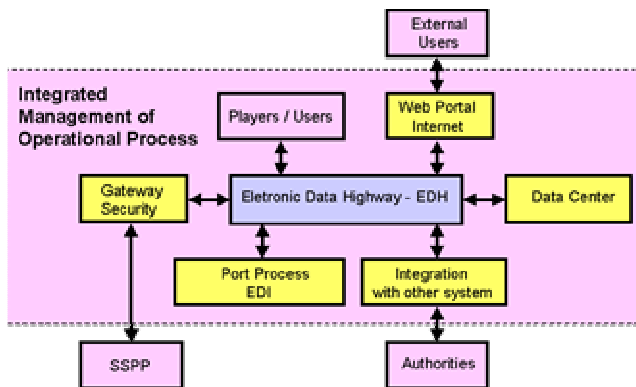 External
Users
Integrated
Management of
Operational Process
Players / Users
Web Portal
Internet
Gateway
Security
Eletronic Data Highway - EDH
Data Center
Port Process
EDI
Integration
with other system
SSPP
Authorities